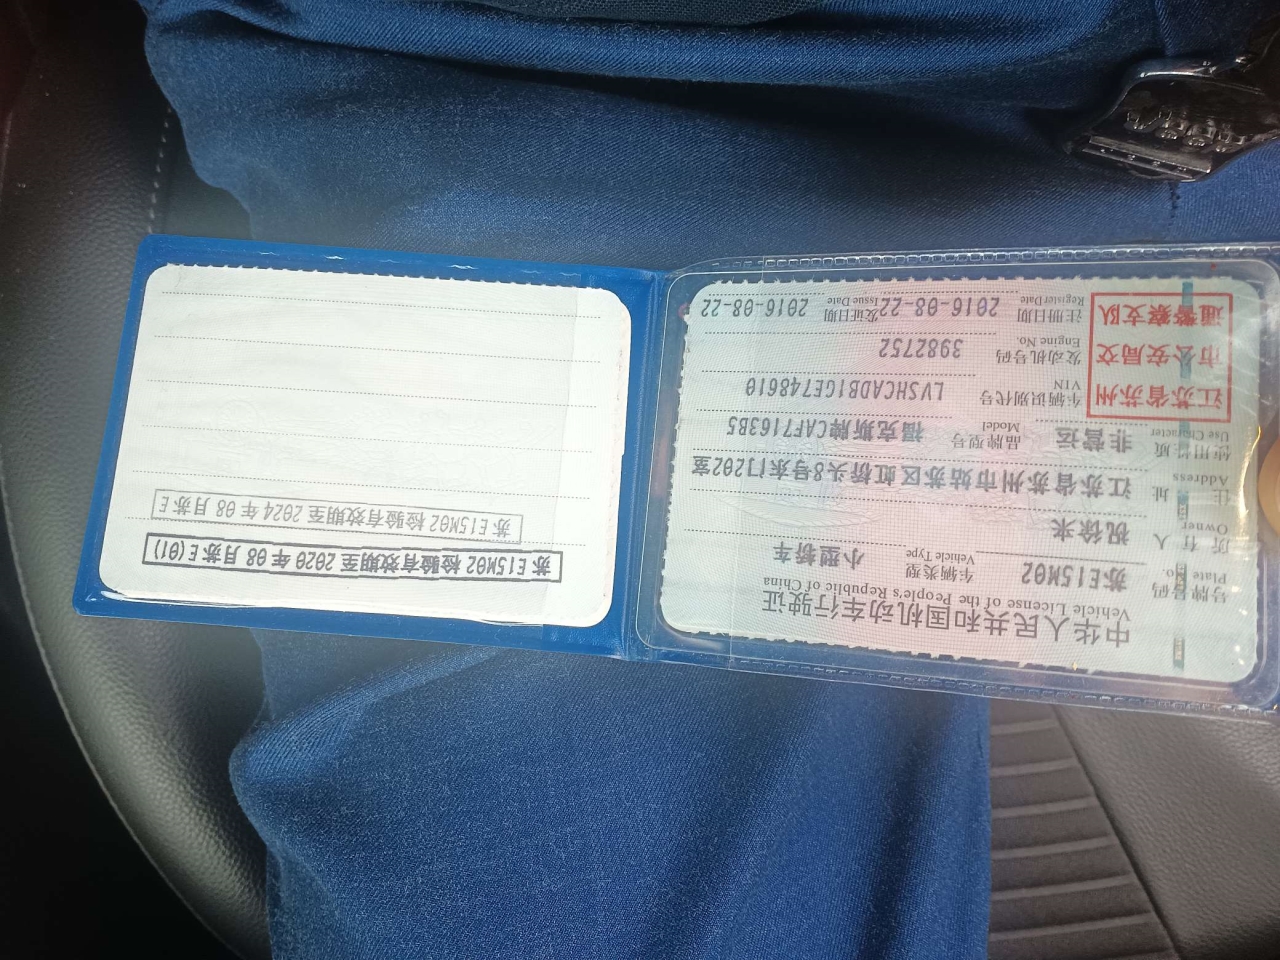 中华人民共和国机动车行驶证
Vehicle License of the People's Republic of China
号牌号码 苏E15M02 车辆类型 小型轿车
Plate No. Vehicle Type
所有人 祝徐来
Owner
住址 江苏省苏州市姑苏区虹桥头8号东门202室
Address
使用性质 非营运 品牌型号 福克斯牌CAF7163B5
Use Character Model
江苏省苏州
市公安局交
通警察支队
车辆识别代号 LVSHCADB1GE748610
VIN
发动机号码 3982752
Engine No.
注册日期 2016-08-22 发证日期 2016-08-22
Register Date Issue Date
苏E15M02 检验有效期至 2020 年 08 月苏E(01)
苏E15M02 检验有效期至 2024 年 08 月苏E